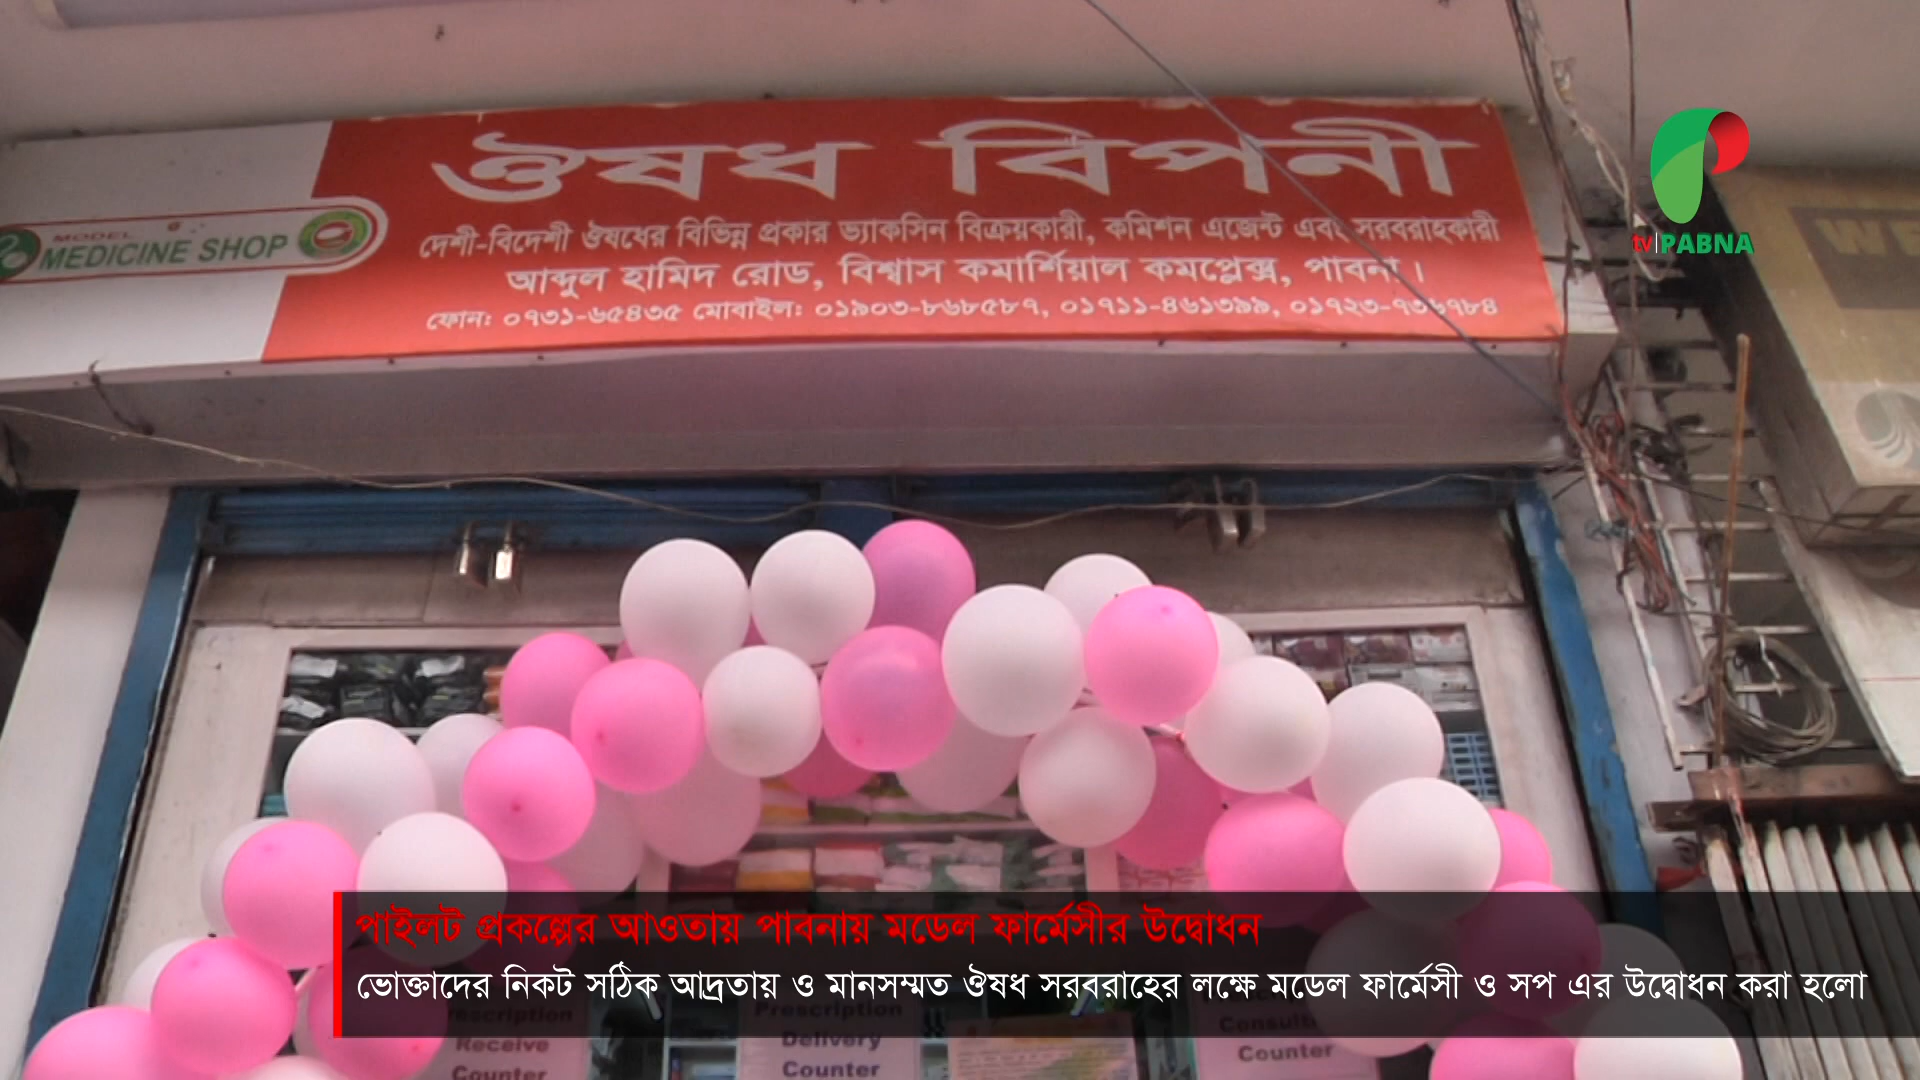 ঔষধ বিপনী
MODEL
MEDICINE SHOP
দেশী-বিদেশী ঔষধের বিভিন্ন প্রকার ভ্যাকসিন বিক্রয়কারী, কমিশন এজেন্ট এবং সরবরাহকারী
আব্দুল হামিদ রোড, বিশ্বাস কমার্শিয়াল কমপ্লেক্স, পাবনা।
ফোন: ০৭৩১-৬৫৪৩৫ মোবাইল: ০১৯০৩-৮৬৮৫৮৭, ০১৭১১-৪৬১৩৯৯, ০১৭২৩-৭৩৬৭৮৪
tv|PABNA
পাইলট প্রকল্পের আওতায় পাবনায় মডেল ফার্মেসীর উদ্বোধন
ভোক্তাদের নিকট সঠিক আদ্রতায় ও মানসম্মত ঔষধ সরবরাহের লক্ষে মডেল ফার্মেসী ও সপ এর উদ্বোধন করা হলো
Prescription
Receive
Counter
Prescription
Delivery
Counter
Counter